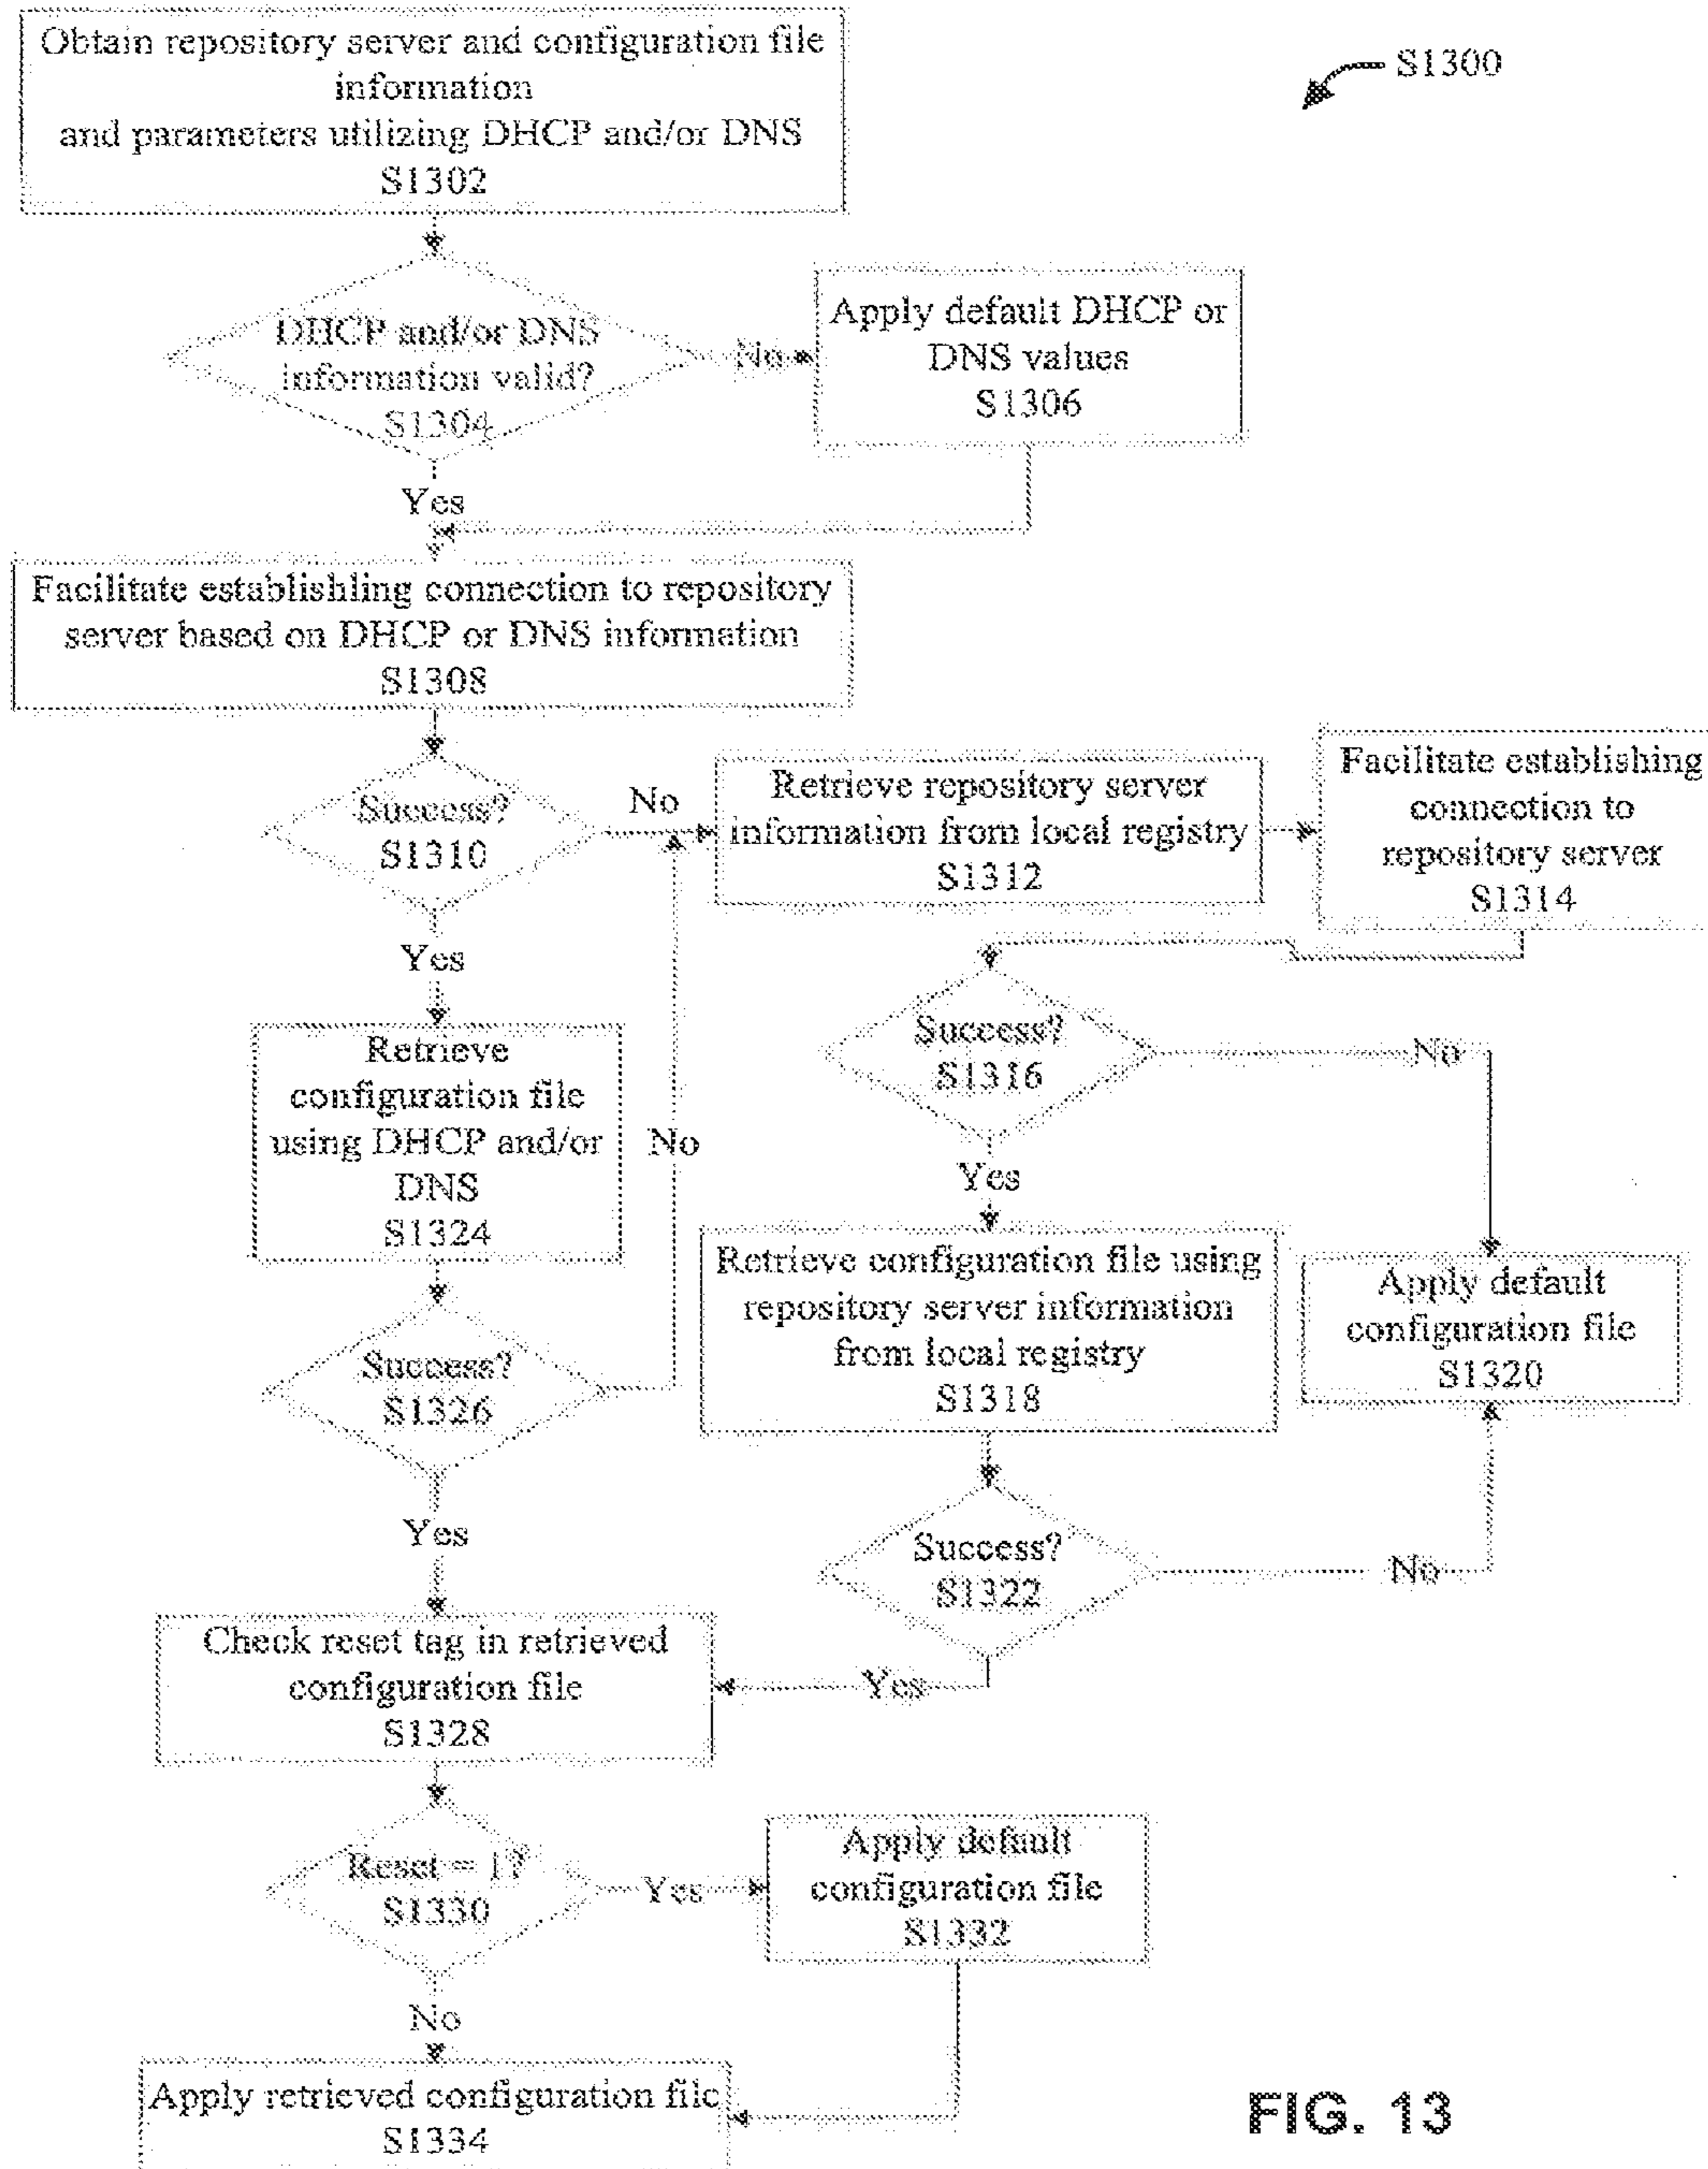 Obtain repository server and configuration file
information
and parameters utilizing DHCP and/or DNS
S1302
S1300
DHCP and/or DNS
information valid?
S1304
No
Apply default DHCP or
DNS values
S1306
Yes
Facilitate establishling connection to repository
server based on DHCP or DNS information
S1308
Success?
S1310
No
Retrieve repository server
information from local registry
S1312
Facilitate establishing
connection to
repository server
S1314
Yes
Success?
S1316
No
Retrieve
configuration file
using DHCP and/or
DNS
S1324
No
Yes
Retrieve configuration file using
repository server information
from local registry
S1318
Apply default
configuration file
S1320
Success?
S1326
Yes
Success?
S1322
No
Check reset tag in retrieved
configuration file
S1328
Yes
Reset = 1?
S1330
Yes
Apply default
configuration file
S1332
No
Apply retrieved configuration file
S1334
FIG. 13